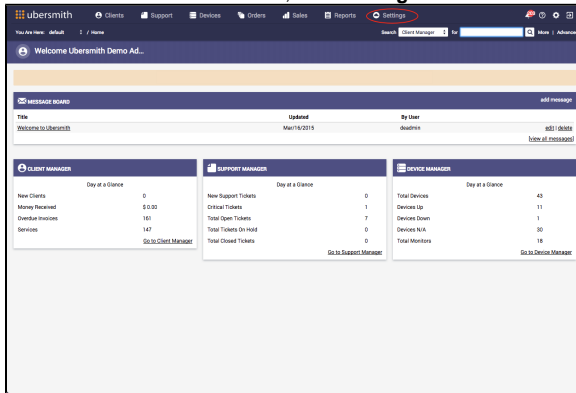 ubersmith Clients Support Devices Orders Sales Reports Settings
You Are Here: default / Home Search Client Manager for More | Advanced
Welcome Ubersmith Demo Ad...
MESSAGE BOARD add message
Title Updated By User
Welcome to Ubersmith Mar/16/2015 deadmin edit | delete
[view all messages]
CLIENT MANAGER
Day at a Glance
New Clients 0
Money Received $ 0.00
Overdue Invoices 161
Services 147
Go to Client Manager
SUPPORT MANAGER
Day at a Glance
New Support Tickets 0
Critical Tickets 1
Total Open Tickets 7
Total Tickets On Hold 0
Total Closed Tickets 0
Go to Support Manager
DEVICE MANAGER
Day at a Glance
Total Devices 43
Devices Up 11
Devices Down 1
Devices N/A 30
Total Monitors 18
Go to Device Manager